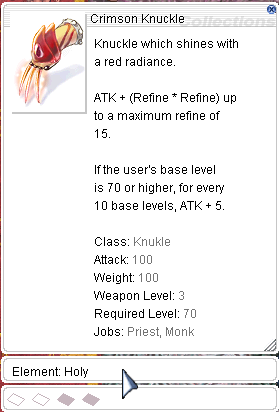 Crimson Knuckle
Collections
Knuckle which shines with
a red radiance.
ATK + (Refine * Refine) up
to a maximum refine of
15.
If the user's base level
is 70 or higher, for every
10 base levels, ATK + 5.
Class: Knukle
Attack: 100
Weight: 100
Weapon Level: 3
Required Level: 70
Jobs: Priest, Monk
Element: Holy